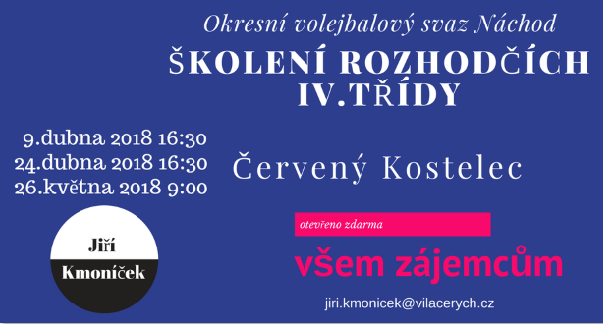 Okresní volejbalový svaz Náchod
ŠKOLENÍ ROZHODČÍCH
IV.TŘÍDY
9.dubna 2018 16:30
24.dubna 2018 16:30
26.května 2018 9:00
Červený Kostelec
Jiří
Kmoníček
otevřeno zdarma
všem zájemcům
jiri.kmonicek@vilacerych.cz